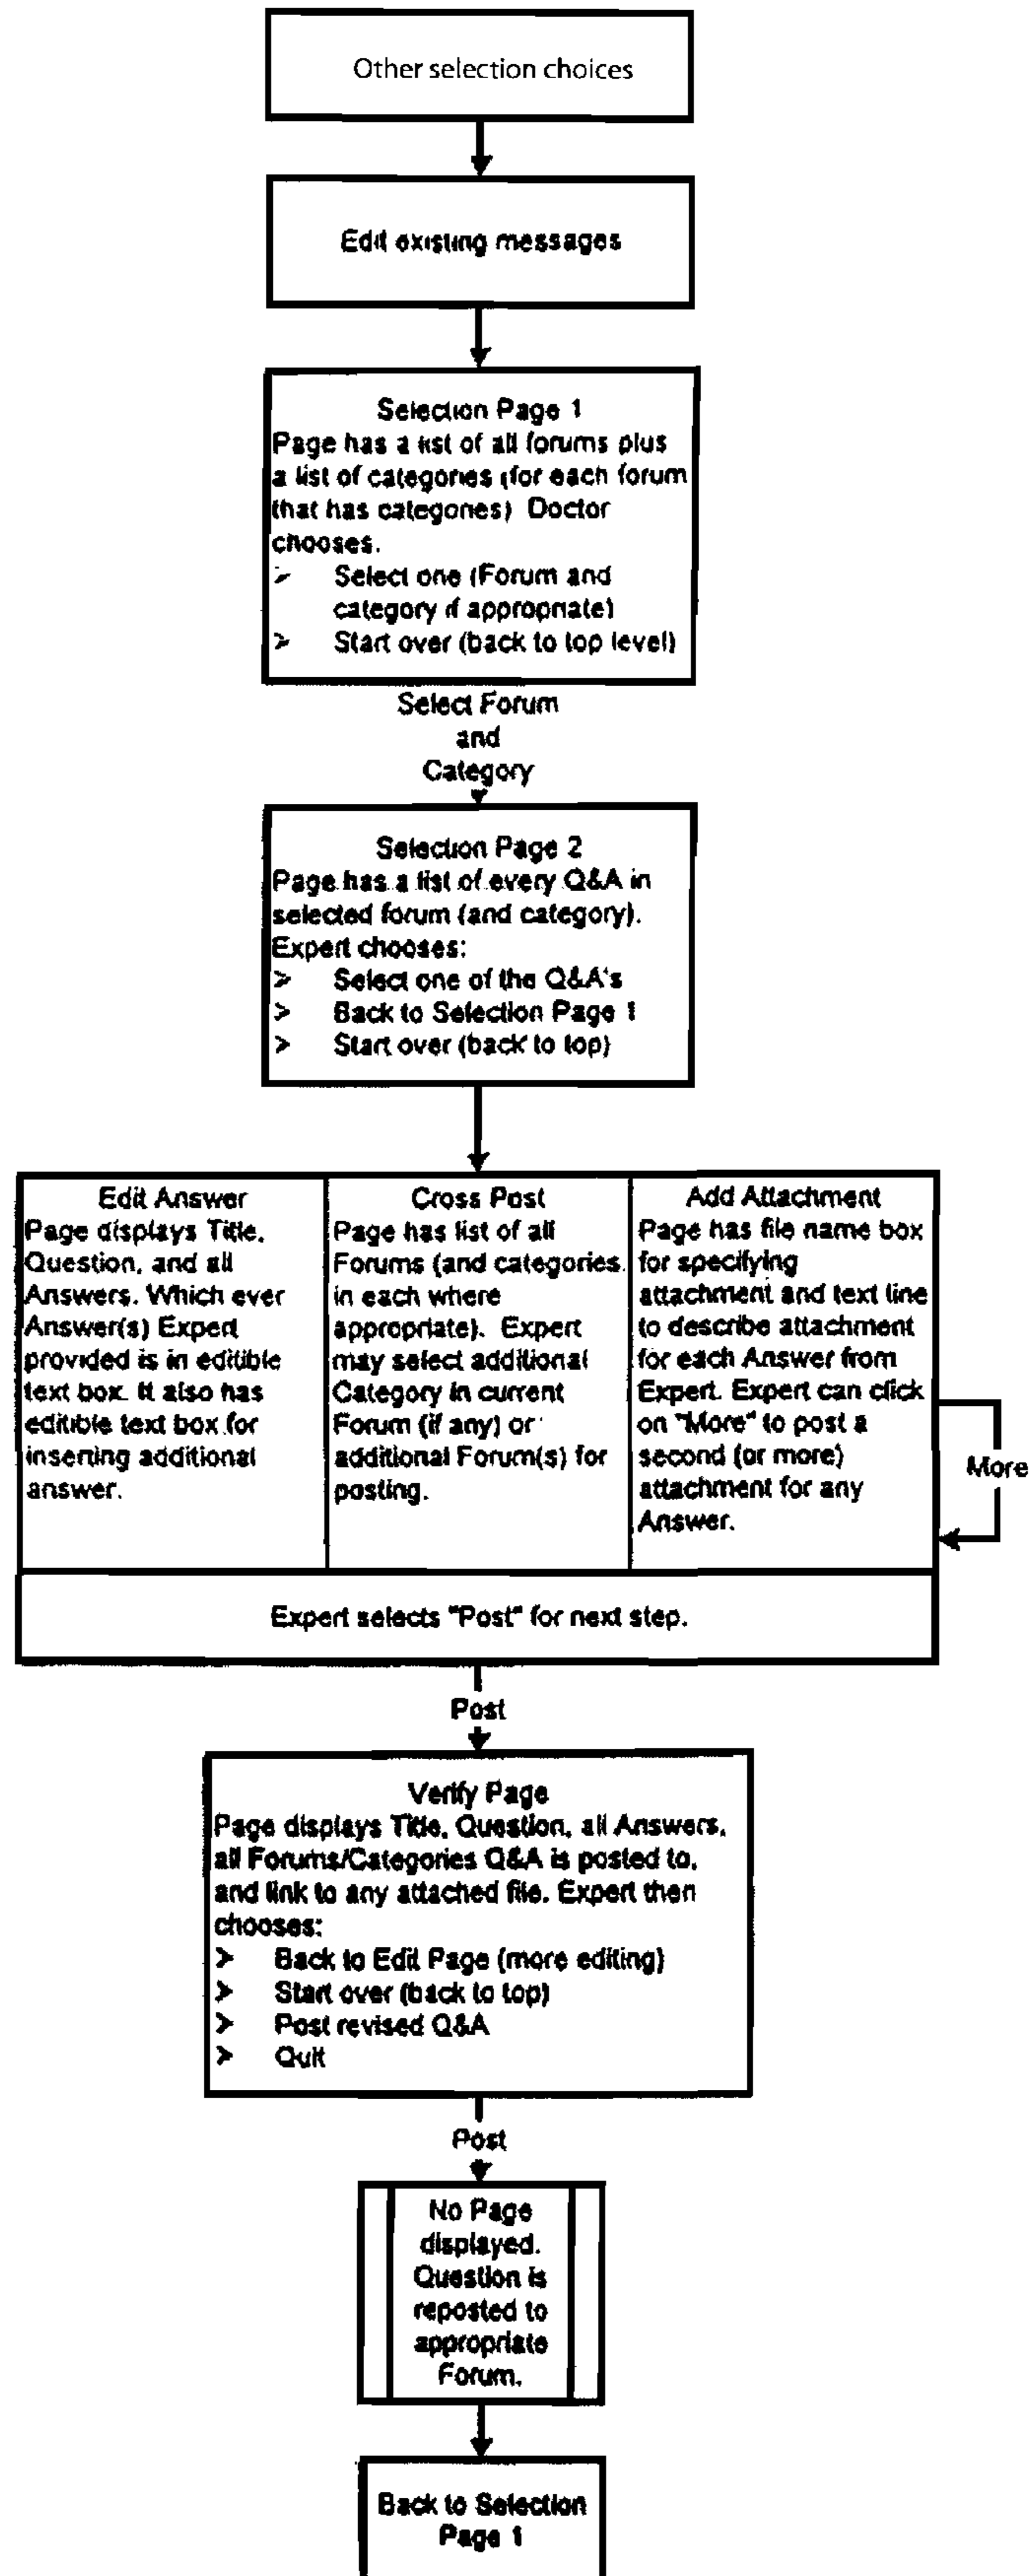 Other selection choices
Edit existing messages
Selection Page 1
Page has a list of all forums plus
a list of categories (for each forum
that has categories) Doctor
chooses.
➢ Select one (Forum and
category if appropriate)
➢ Start over (back to top level)
Select Forum
and
Category
Selection Page 2
Page has a list of every Q&A in
selected forum (and category).
Expert chooses:
➢ Select one of the Q&A's
➢ Back to Selection Page 1
➢ Start over (back to top)
Edit Answer
Page displays Title,
Question, and all
Answers. Which ever
Answer(s) Expert
provided is in editible
text box. It also has
editible text box for
inserting additional
answer.
Cross Post
Page has list of all
Forums (and categories
in each where
appropriate). Expert
may select additional
Category in current
Forum (if any) or
additional Forum(s) for
posting.
Add Attachment
Page has file name box
for specifying
attachment and text line
to describe attachment
for each Answer from
Expert. Expert can click
on "More" to post a
second (or more)
attachment for any
Answer.
More
Expert selects "Post" for next step.
Post
Verify Page
Page displays Title, Question, all Answers,
all Forums/Categories Q&A is posted to,
and link to any attached file. Expert then
chooses:
➢ Back to Edit Page (more editing)
➢ Start over (back to top)
➢ Post revised Q&A
➢ Quit
Post
No Page
displayed.
Question is
reposted to
appropriate
Forum.
Back to Selection
Page 1